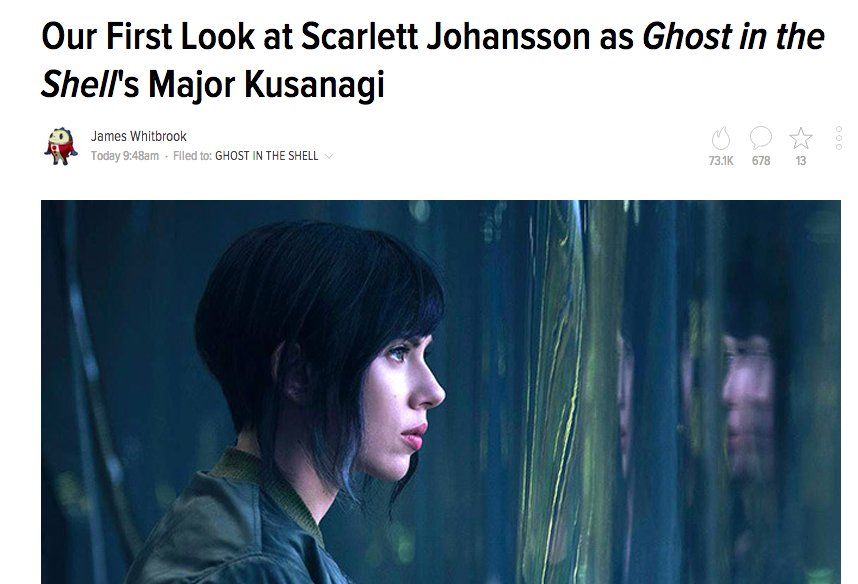 Our First Look at Scarlett Johansson as Ghost in the
Shell's Major Kusanagi
James Whitbrook
Today 9:48am · Filed to: GHOST IN THE SHELL
73.1K 678 13